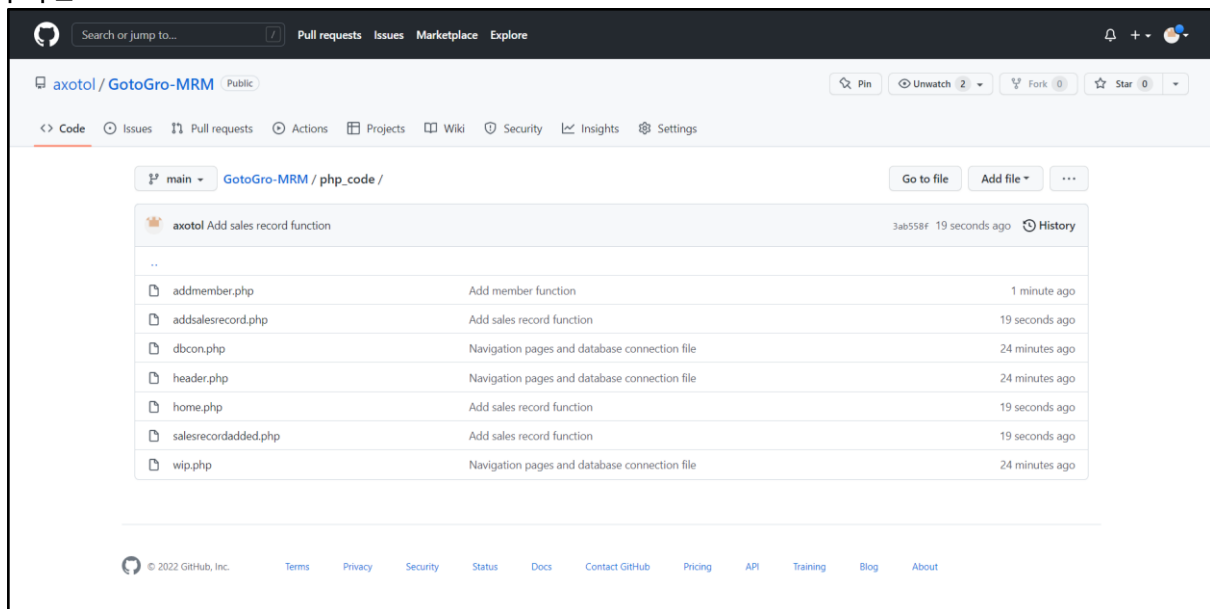 Search or jump to... / Pull requests Issues Marketplace Explore
axotol / GotoGro-MRM Public Pin Unwatch 2 Fork 0 Star 0
<> Code Issues Pull requests Actions Projects Wiki Security Insights Settings
main GotoGro-MRM / php_code / Go to file Add file ...
axotol Add sales record function 3ab558f 19 seconds ago History
..
addmember.php Add member function 1 minute ago
addsalesrecord.php Add sales record function 19 seconds ago
dbcon.php Navigation pages and database connection file 24 minutes ago
header.php Navigation pages and database connection file 24 minutes ago
home.php Add sales record function 19 seconds ago
salesrecordadded.php Add sales record function 19 seconds ago
wip.php Navigation pages and database connection file 24 minutes ago
© 2022 GitHub, Inc. Terms Privacy Security Status Docs Contact GitHub Pricing API Training Blog About